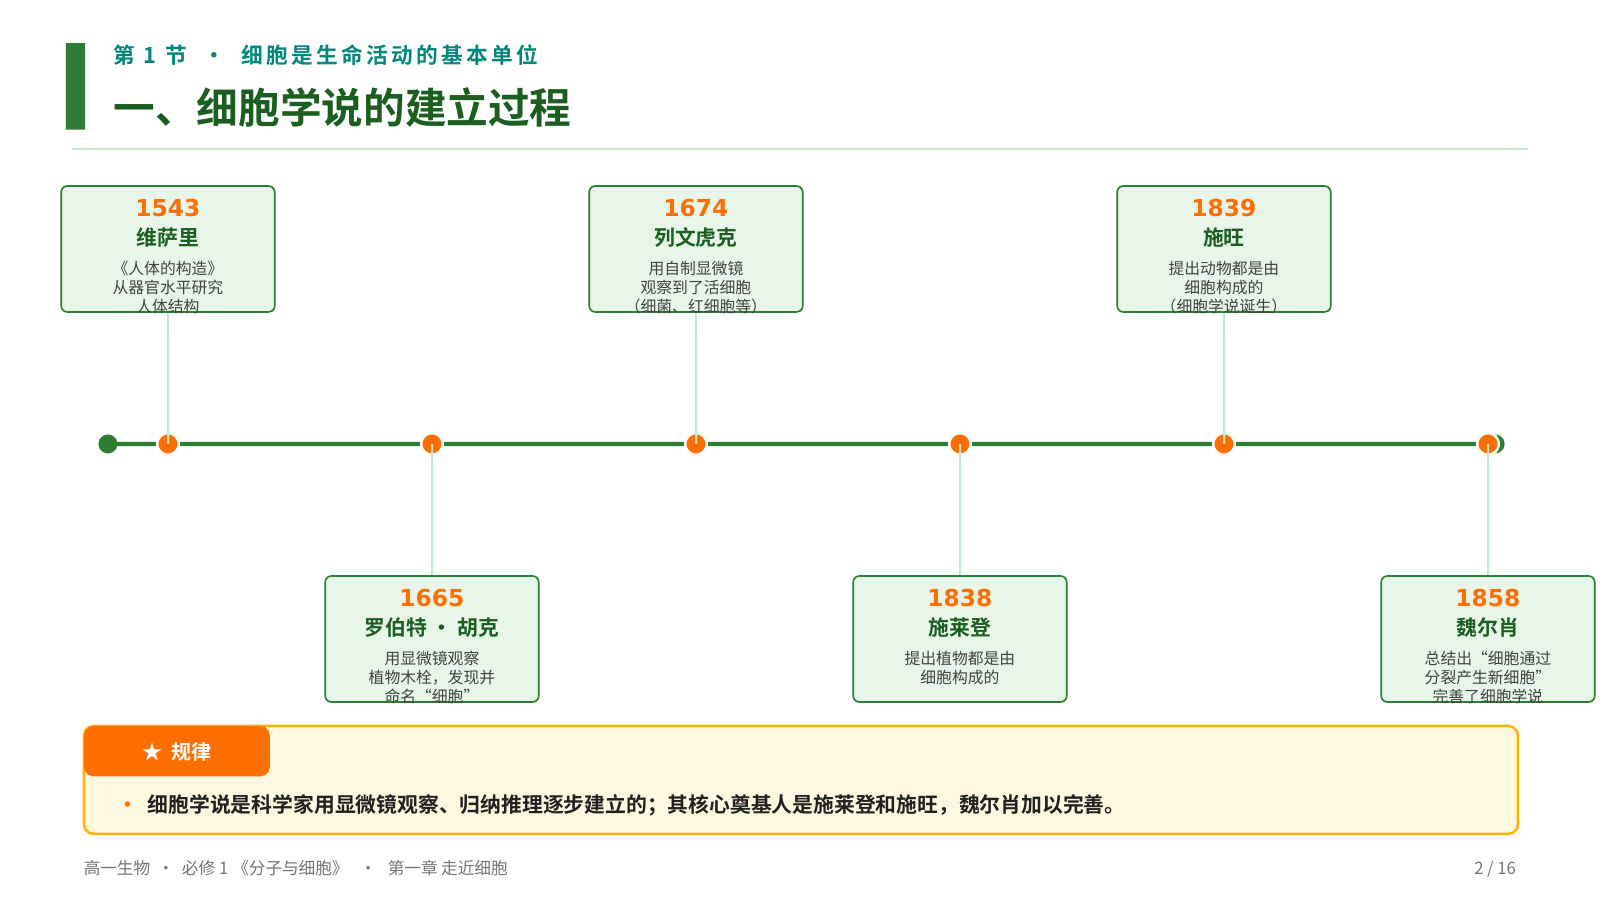 第 1 节 · 细胞是生命活动的基本单位
一、细胞学说的建立过程
1543
维萨里
《人体的构造》
从器官水平研究
人体结构
1674
列文虎克
用自制显微镜
观察到了活细胞
（细菌、红细胞等）
1839
施旺
提出动物都是由
细胞构成的
（细胞学说诞生）
1665
罗伯特 · 胡克
用显微镜观察
植物木栓，发现并
命名“细胞”
1838
施莱登
提出植物都是由
细胞构成的
1858
魏尔肖
总结出“细胞通过
分裂产生新细胞”
完善了细胞学说
★ 规律
• 细胞学说是科学家用显微镜观察、归纳推理逐步建立的；其核心奠基人是施莱登和施旺，魏尔肖加以完善。
高一生物 · 必修 1 《分子与细胞》 · 第一章 走近细胞
2 / 16